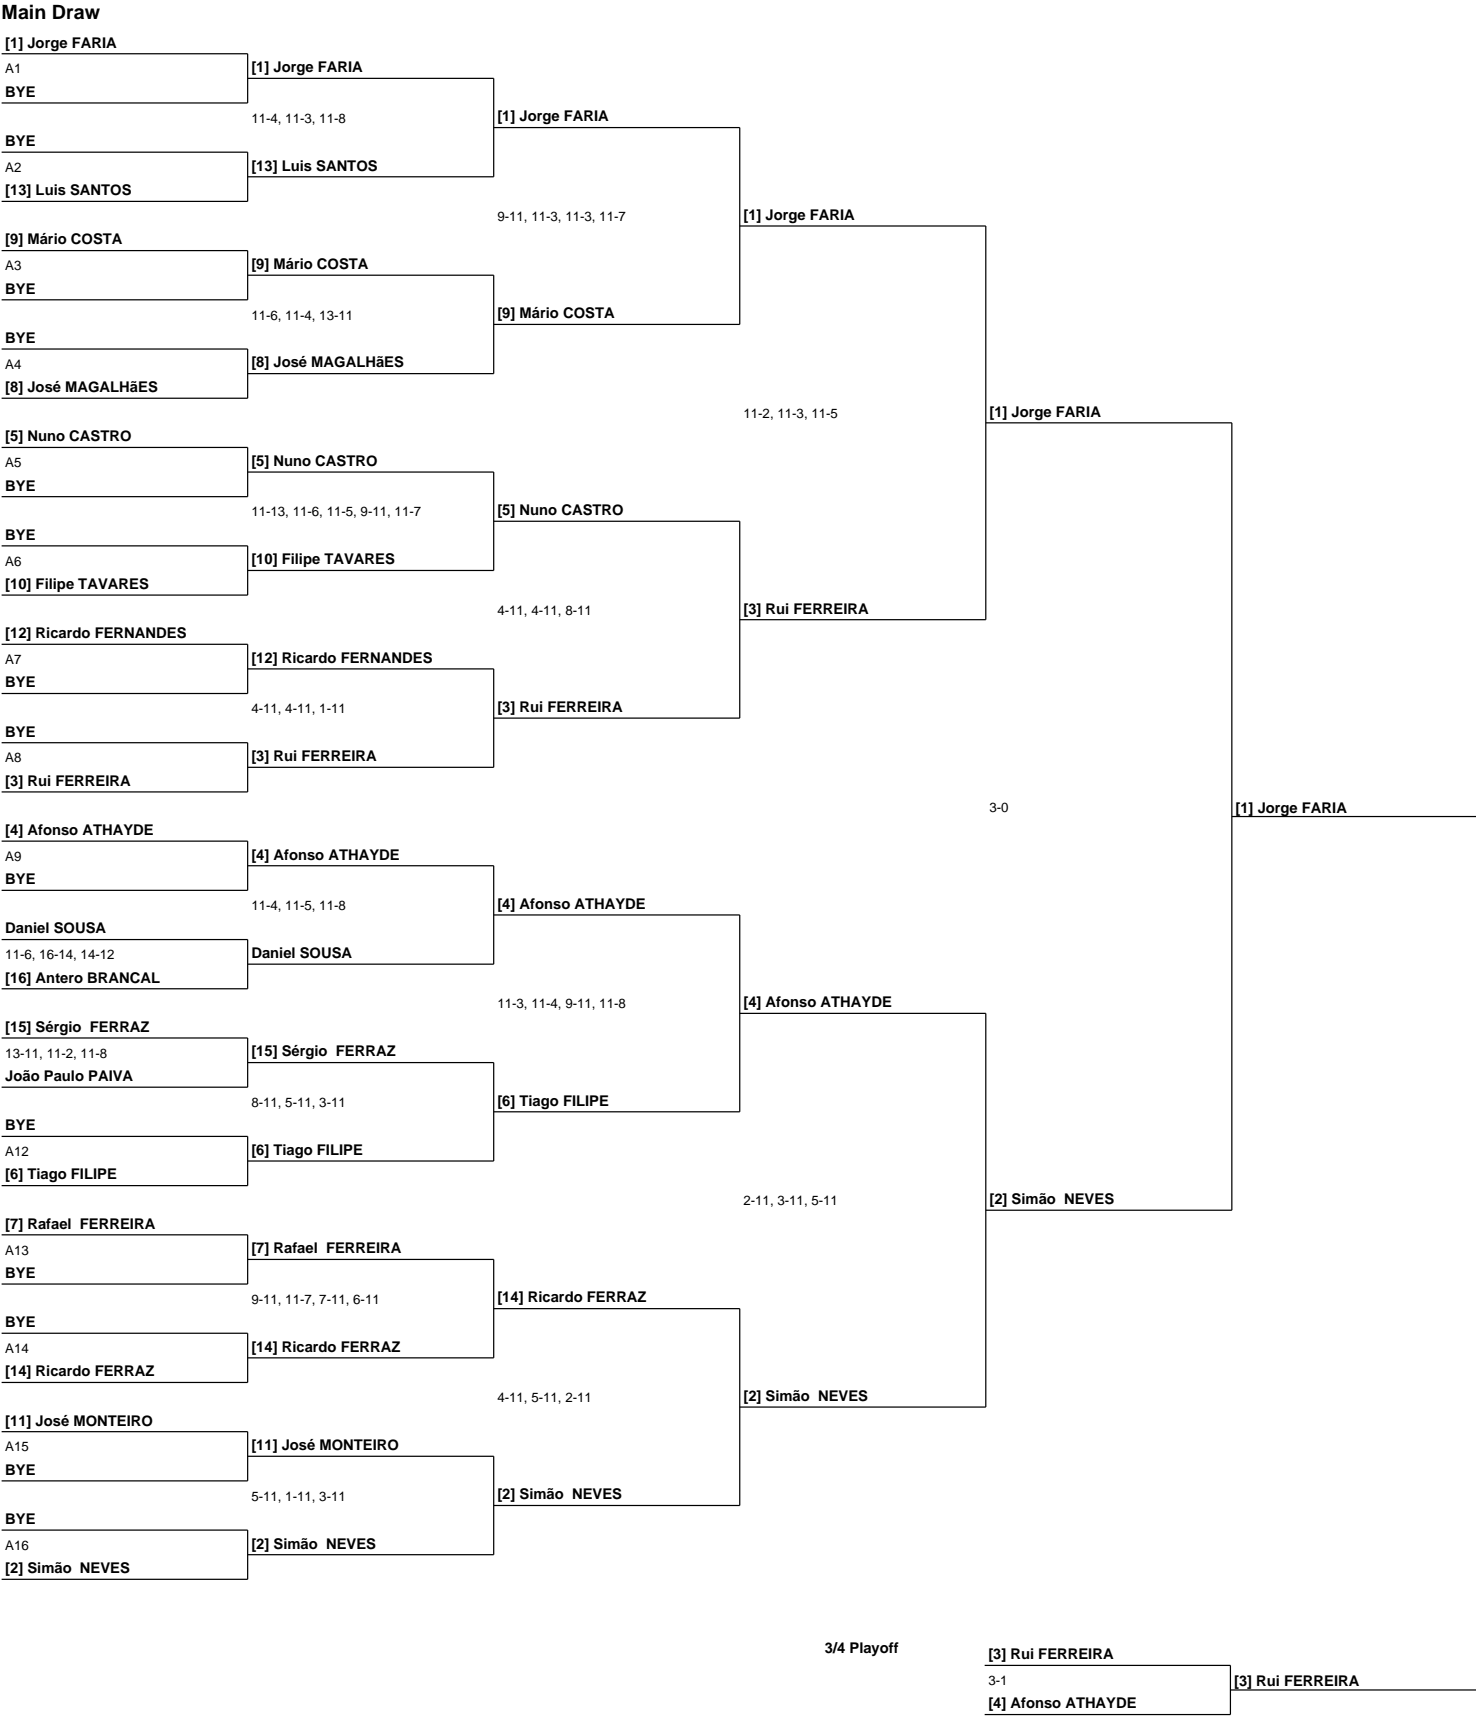 Main Draw
[1] Jorge FARIA
A1
BYE
BYE
A2
[13] Luis SANTOS
[9] Mário COSTA
A3
BYE
BYE
A4
[8] José MAGALHãES
[5] Nuno CASTRO
A5
BYE
BYE
A6
[10] Filipe TAVARES
[12] Ricardo FERNANDES
A7
BYE
BYE
A8
[3] Rui FERREIRA
[4] Afonso ATHAYDE
A9
BYE
Daniel SOUSA
11-6, 16-14, 14-12
[16] Antero BRANCAL
[15] Sérgio  FERRAZ
13-11, 11-2, 11-8
João Paulo PAIVA
BYE
A12
[6] Tiago FILIPE
[7] Rafael  FERREIRA
A13
BYE
BYE
A14
[14] Ricardo FERRAZ
[11] José MONTEIRO
A15
BYE
BYE
A16
[2] Simão  NEVES
[1] Jorge FARIA
11-4, 11-3, 11-8
[13] Luis SANTOS
[9] Mário COSTA
11-6, 11-4, 13-11
[8] José MAGALHãES
[5] Nuno CASTRO
11-13, 11-6, 11-5, 9-11, 11-7
[10] Filipe TAVARES
[12] Ricardo FERNANDES
4-11, 4-11, 1-11
[3] Rui FERREIRA
[4] Afonso ATHAYDE
11-4, 11-5, 11-8
Daniel SOUSA
[15] Sérgio  FERRAZ
8-11, 5-11, 3-11
[6] Tiago FILIPE
[7] Rafael  FERREIRA
9-11, 11-7, 7-11, 6-11
[14] Ricardo FERRAZ
[11] José MONTEIRO
5-11, 1-11, 3-11
[2] Simão  NEVES
[1] Jorge FARIA
9-11, 11-3, 11-3, 11-7
[9] Mário COSTA
[5] Nuno CASTRO
4-11, 4-11, 8-11
[3] Rui FERREIRA
[4] Afonso ATHAYDE
11-3, 11-4, 9-11, 11-8
[6] Tiago FILIPE
[14] Ricardo FERRAZ
4-11, 5-11, 2-11
[2] Simão  NEVES
[1] Jorge FARIA
11-2, 11-3, 11-5
[3] Rui FERREIRA
[4] Afonso ATHAYDE
2-11, 3-11, 5-11
[2] Simão  NEVES
[1] Jorge FARIA
3-0
[2] Simão  NEVES
[1] Jorge FARIA
3/4 Playoff
[3] Rui FERREIRA
3-1
[4] Afonso ATHAYDE
[3] Rui FERREIRA